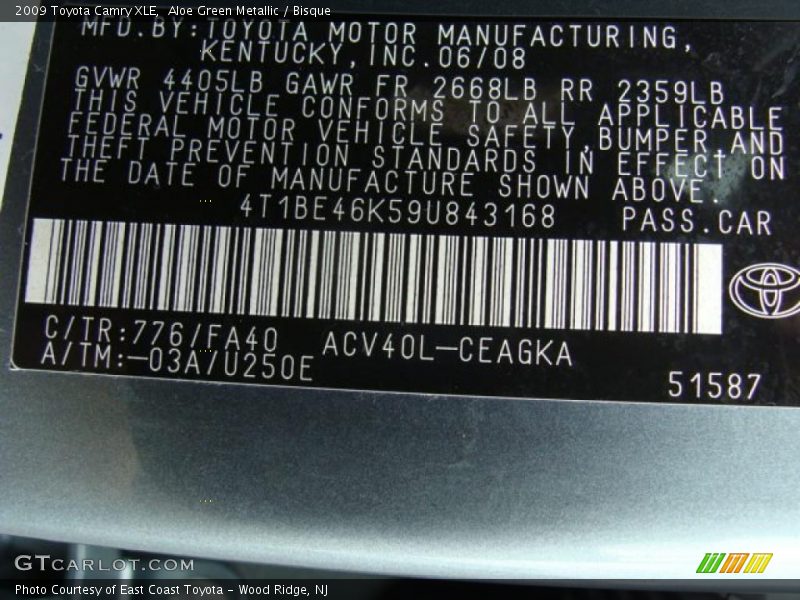 2009 Toyota Camry XLE,  Aloe Green Metallic / Bisque
MFD.BY:TOYOTA MOTOR MANUFACTURING,
KENTUCKY,INC.06/08
GVWR 4405LB GAWR FR 2668LB RR 2359LB
THIS VEHICLE CONFORMS TO ALL APPLICABLE
FEDERAL MOTOR VEHICLE SAFETY,BUMPER,AND
THEFT PREVENTION STANDARDS IN EFFECT ON
THE DATE OF MANUFACTURE SHOWN ABOVE.
4T1BE46K59U843168 PASS.CAR
C/TR:776/FA40 ACV40L-CEAGKA
A/TM:-03A/U250E
51587
GTCARLOT.COM
Photo Courtesy of East Coast Toyota - Wood Ridge, NJ